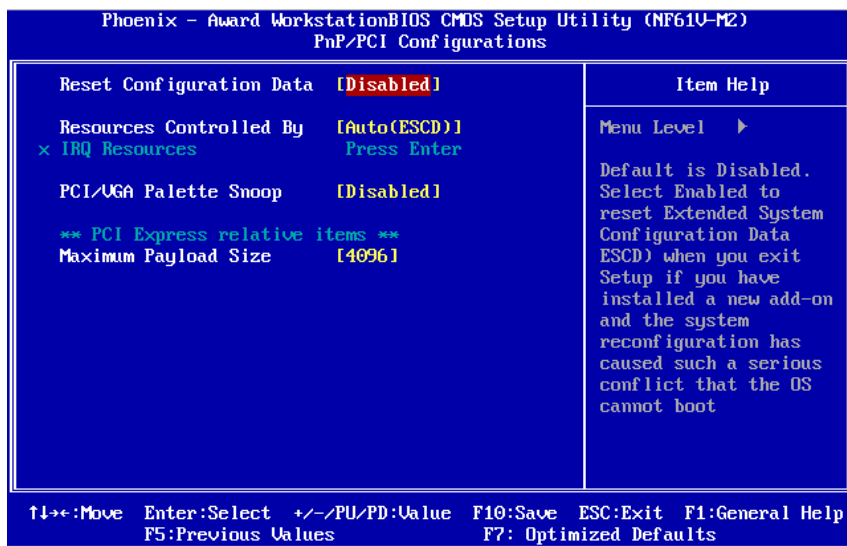 Phoenix - Award WorkstationBIOS CMOS Setup Utility (NF61V-M2)
PnP/PCI Configurations
Reset Configuration Data [Disabled]
Resources Controlled By [Auto(ESCD)]
x IRQ Resources Press Enter
PCI/VGA Palette Snoop [Disabled]
** PCI Express relative items **
Maximum Payload Size [4096]
Item Help
Menu Level ▶
Default is Disabled.
Select Enabled to
reset Extended System
Configuration Data
ESCD) when you exit
Setup if you have
installed a new add-on
and the system
reconfiguration has
caused such a serious
conflict that the OS
cannot boot
↑↓→←:Move Enter:Select +/-/PU/PD:Value F10:Save ESC:Exit F1:General Help
F5:Previous Values F7: Optimized Defaults